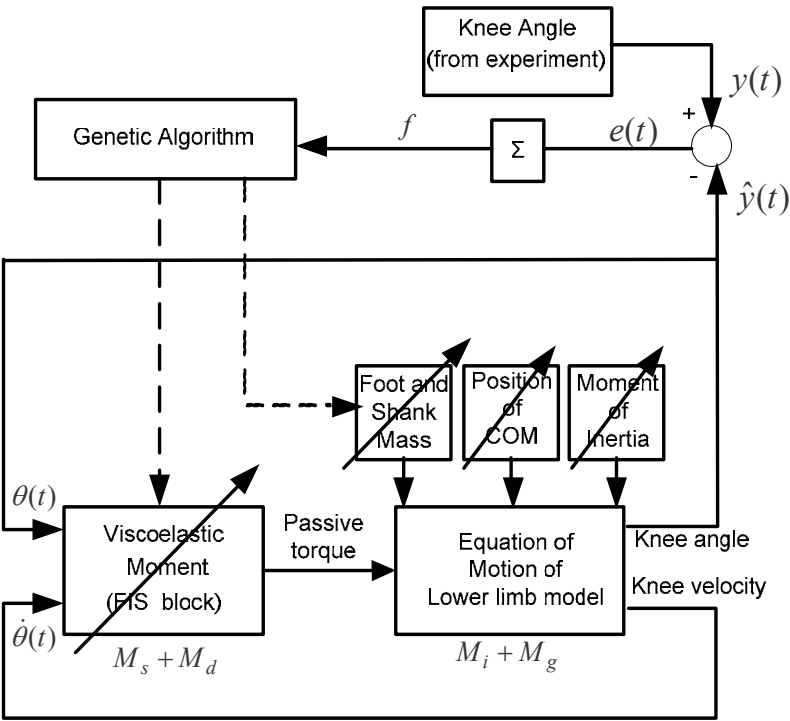 Knee Angle
(from experiment)
y(t)
+
Genetic Algorithm
f
Σ
e(t)
-
ŷ(t)
Foot and
Shank
Mass
Position
of
COM
Moment
of
Inertia
θ(t)
Viscoelastic
Moment
(FIS block)
θ̇(t)
Passive
torque
Equation of
Motion of
Lower limb model
Knee angle
Knee velocity
M_s + M_d
M_i + M_g